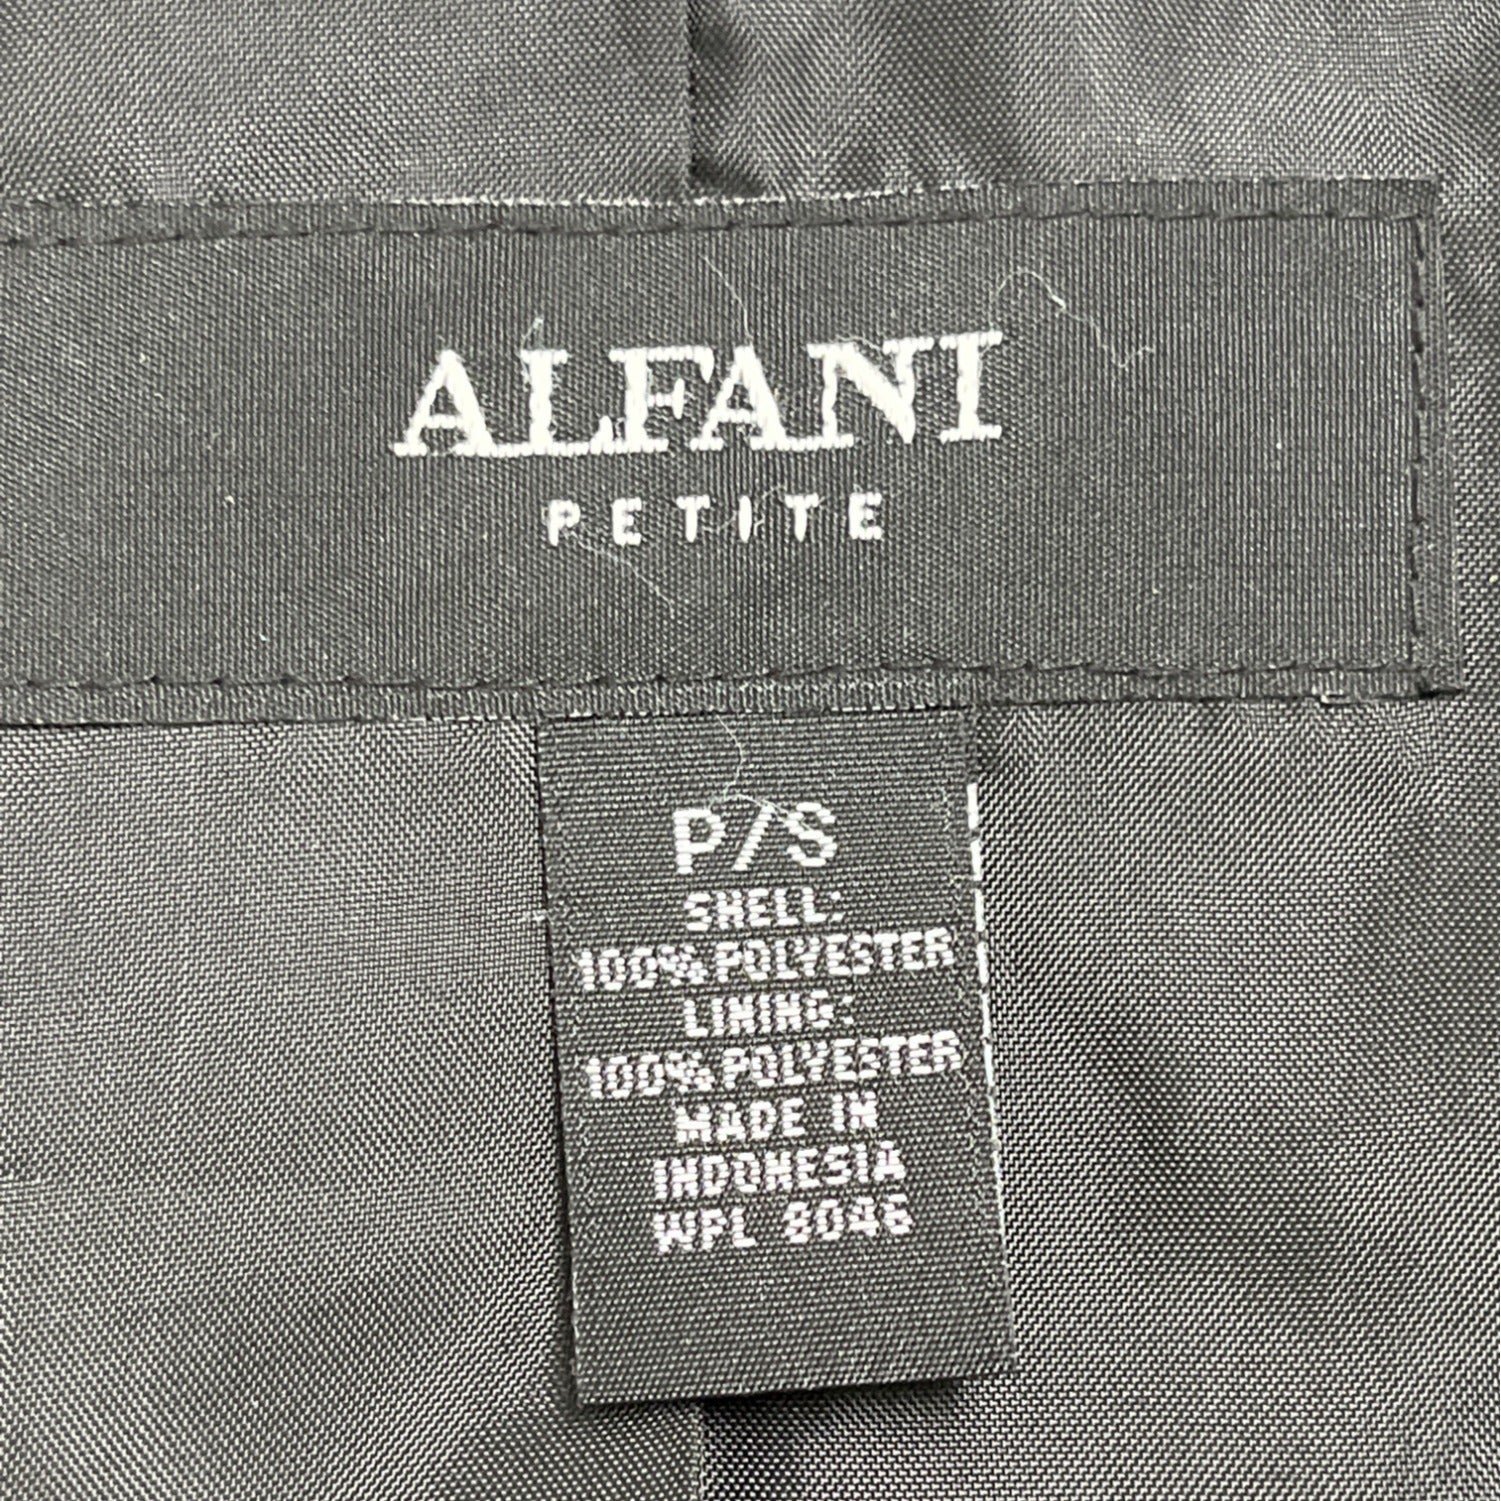 ALFANI
PETITE
P/S
SHELL:
100% POLYESTER
LINING:
100% POLYESTER
MADE IN
INDONESIA
WPL 8046